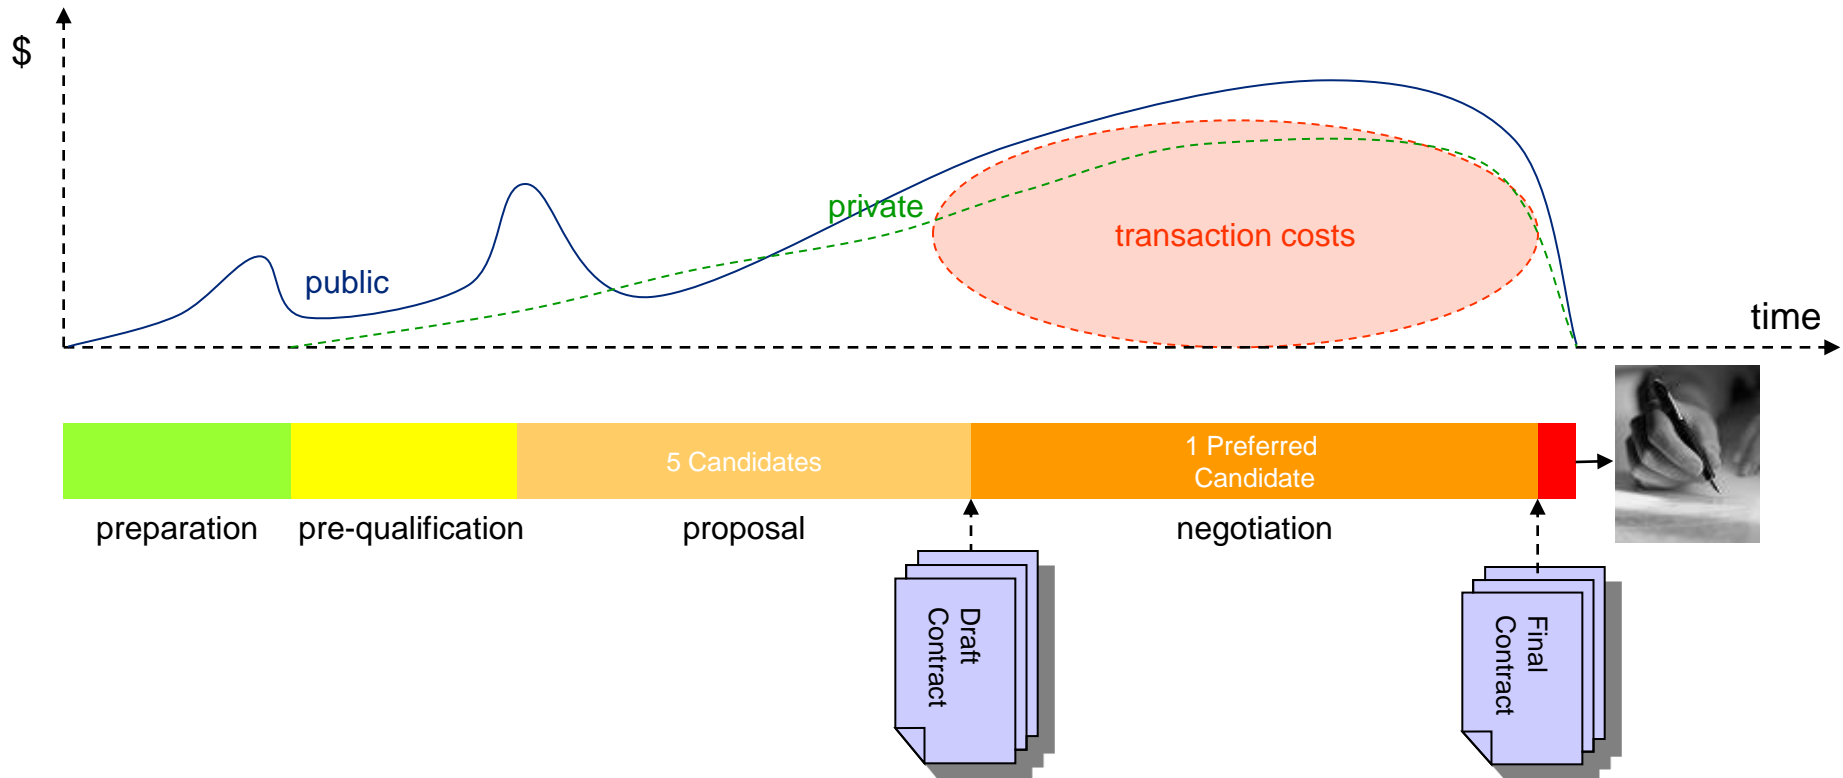 $
private
transaction costs
public
time
5 Candidates
1 Preferred
Candidate
preparation
pre-qualification
proposal
negotiation
Draft
Contract
Final
Contract